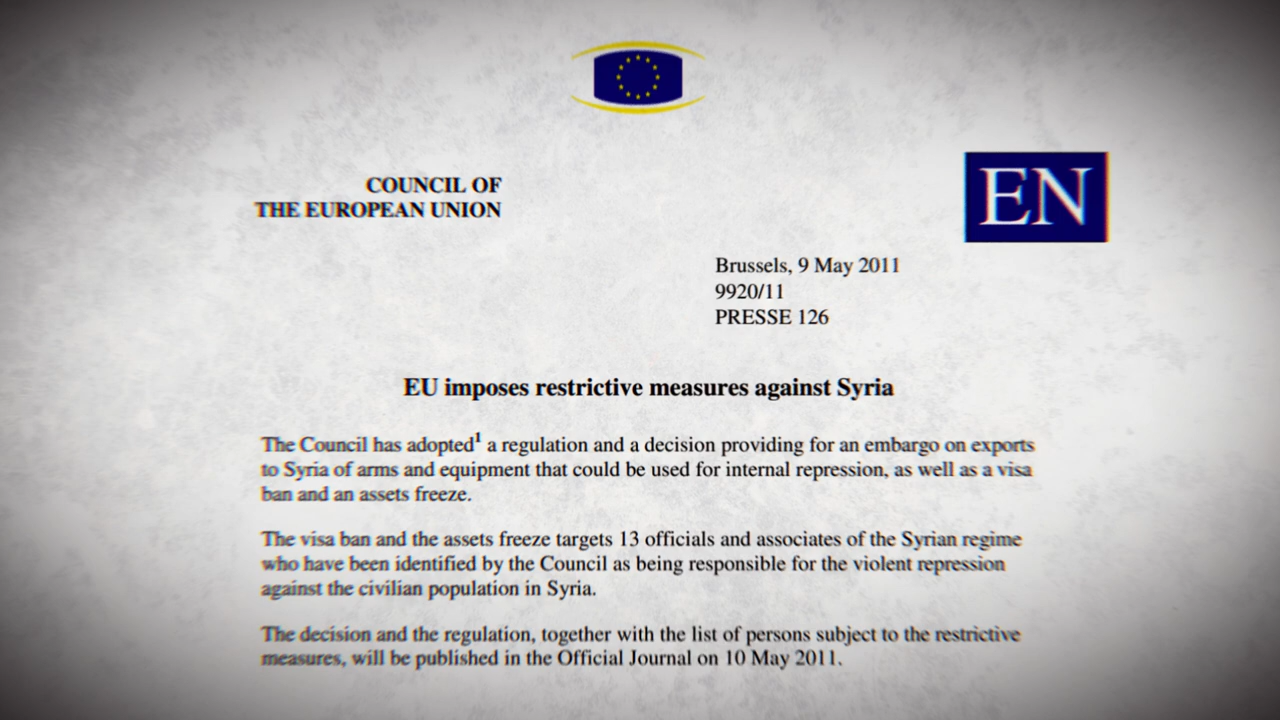 COUNCIL OF
THE EUROPEAN UNION
EN
Brussels, 9 May 2011
9920/11
PRESSE 126
EU imposes restrictive measures against Syria
The Council has adopted¹ a regulation and a decision providing for an embargo on exports
to Syria of arms and equipment that could be used for internal repression, as well as a visa
ban and an assets freeze.
The visa ban and the assets freeze targets 13 officials and associates of the Syrian regime
who have been identified by the Council as being responsible for the violent repression
against the civilian population in Syria.
The decision and the regulation, together with the list of persons subject to the restrictive
measures, will be published in the Official Journal on 10 May 2011.